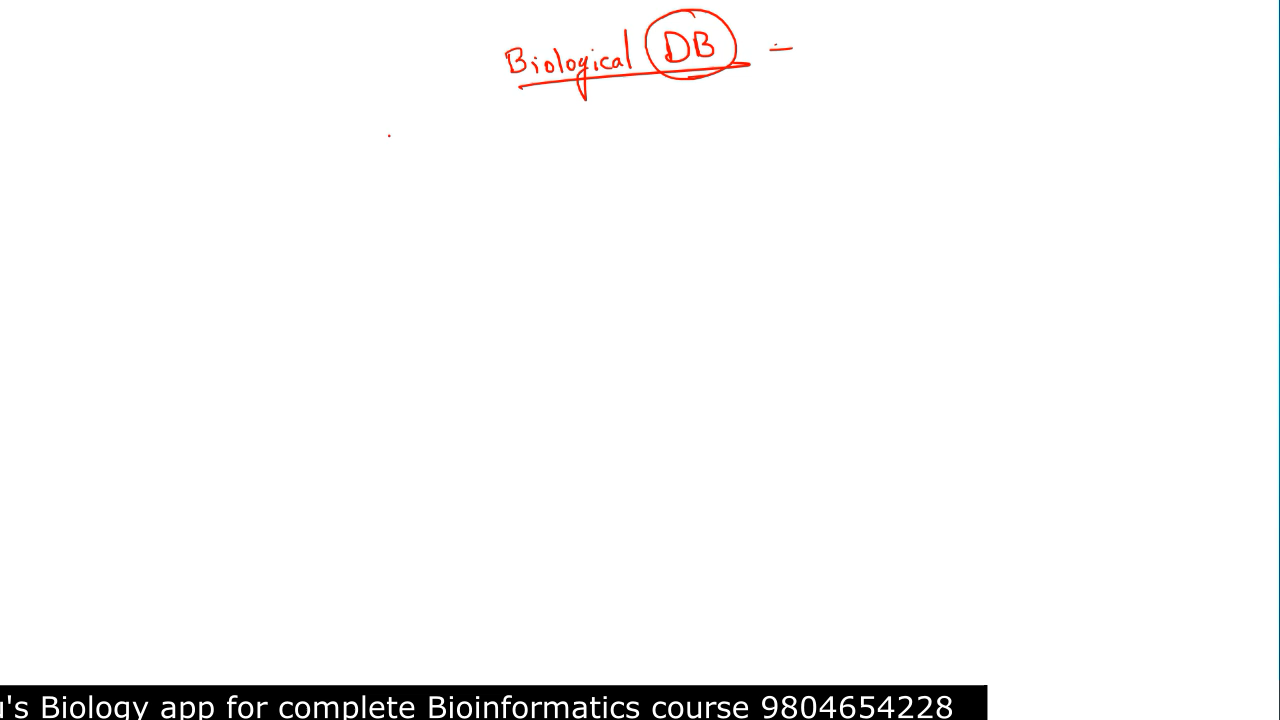 Biological DB -
's Biology app for complete Bioinformatics course 9804654228